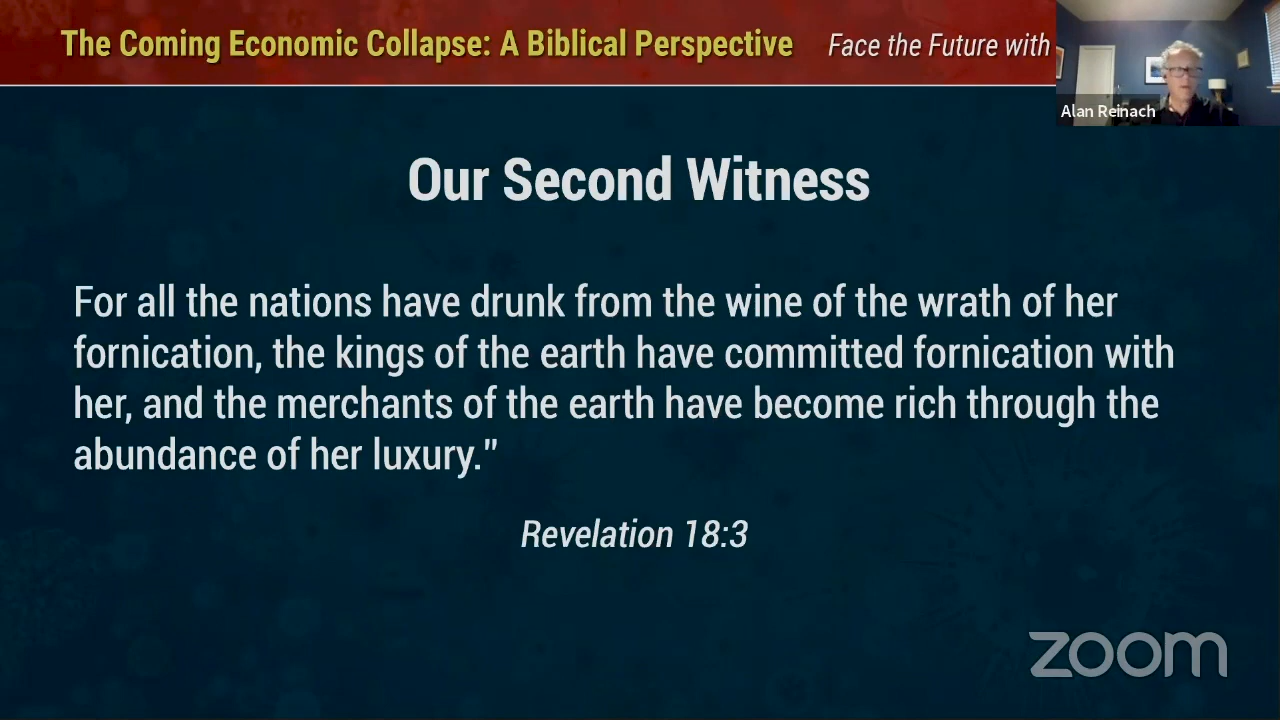 The Coming Economic Collapse: A Biblical Perspective Face the Future with
Alan Reinach
Our Second Witness
For all the nations have drunk from the wine of the wrath of her
fornication, the kings of the earth have committed fornication with
her, and the merchants of the earth have become rich through the
abundance of her luxury.”
Revelation 18:3
zoom